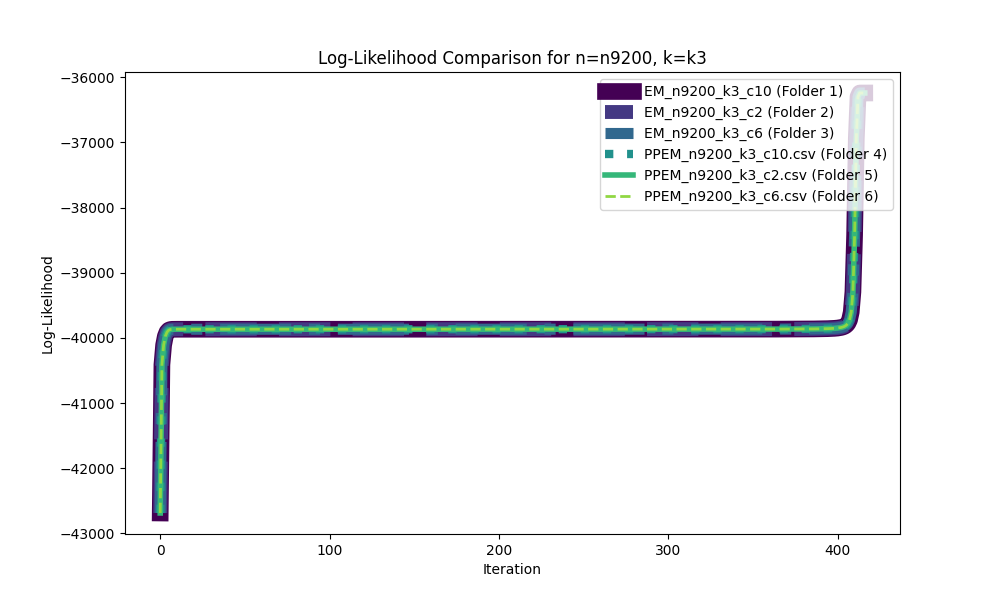 Log-Likelihood Comparison for n=n9200, k=k3
−36000
−37000
−38000
−39000
−40000
−41000
−42000
−43000
Log-Likelihood
EM_n9200_k3_c10 (Folder 1)
EM_n9200_k3_c2 (Folder 2)
EM_n9200_k3_c6 (Folder 3)
PPEM_n9200_k3_c10.csv (Folder 4)
PPEM_n9200_k3_c2.csv (Folder 5)
PPEM_n9200_k3_c6.csv (Folder 6)
0
100
200
300
400
Iteration